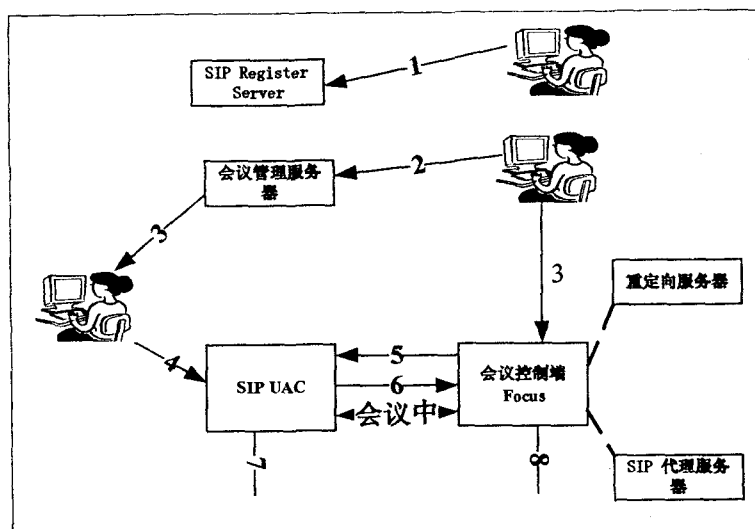 1
SIP Register
Server
2
会议管理服务
器
3
3
重定向服务器
4
5
SIP UAC
6
会议控制端
Focus
会议中
7
8
SIP 代理服务
器